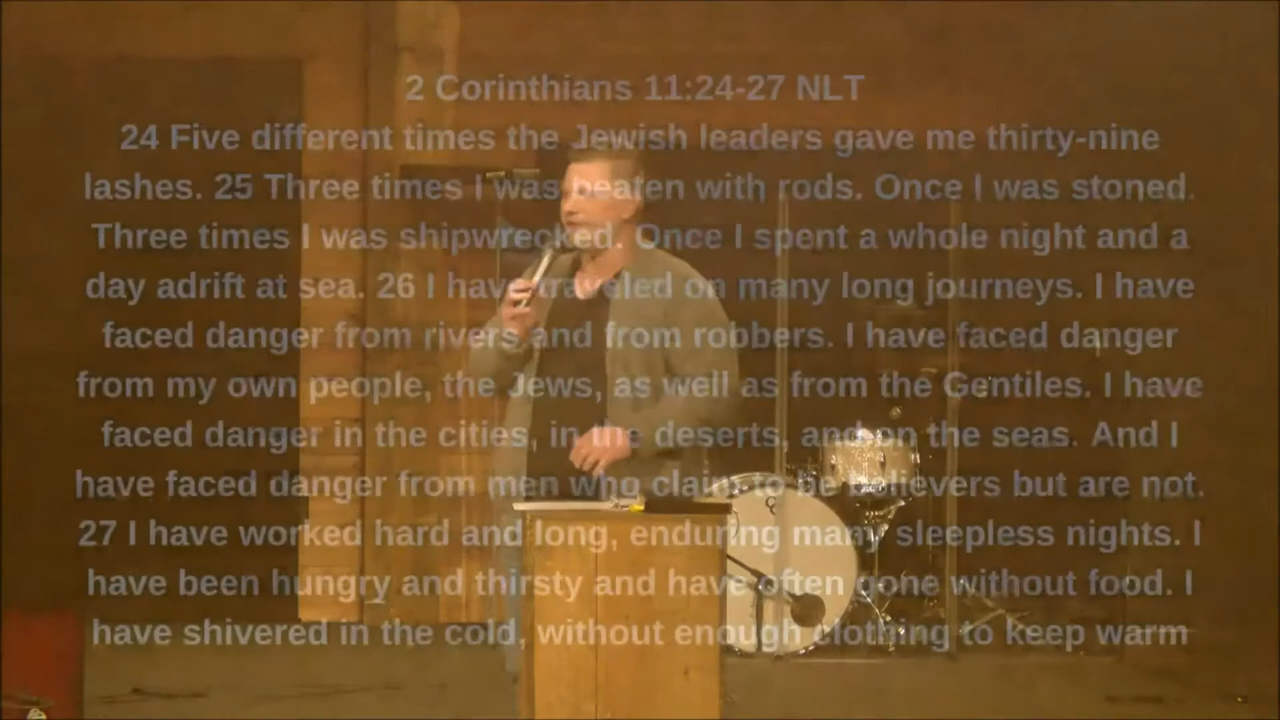 2 Corinthians 11:24-27 NLT
24 Five different times the Jewish leaders gave me thirty-nine
lashes. 25 Three times I was beaten with rods. Once I was stoned.
Three times I was shipwrecked. Once I spent a whole night and a
day adrift at sea. 26 I have traveled on many long journeys. I have
faced danger from rivers and from robbers. I have faced danger
from my own people, the Jews, as well as from the Gentiles. I have
faced danger in the cities, in the deserts, and on the seas. And I
have faced danger from men who claim to be believers but are not.
27 I have worked hard and long, enduring many sleepless nights. I
have been hungry and thirsty and have often gone without food. I
have shivered in the cold, without enough clothing to keep warm